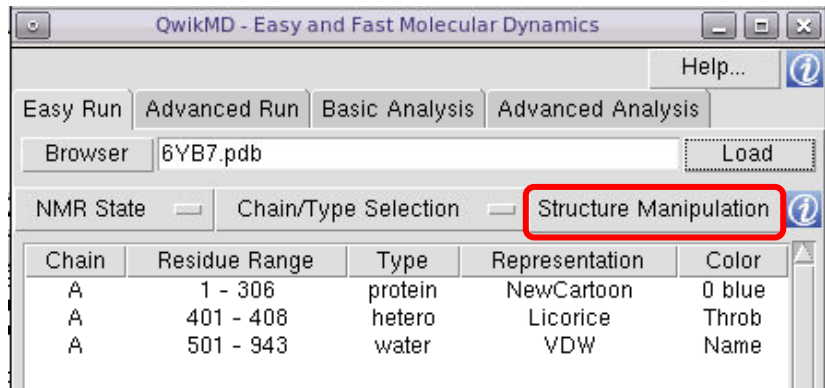 QwikMD - Easy and Fast Molecular Dynamics
Help...
Easy Run Advanced Run Basic Analysis Advanced Analysis
Browser 6YB7.pdb Load
NMR State Chain/Type Selection Structure Manipulation
Chain Residue Range Type Representation Color
A 1 - 306 protein NewCartoon 0 blue
A 401 - 408 hetero Licorice Throb
A 501 - 943 water VDW Name